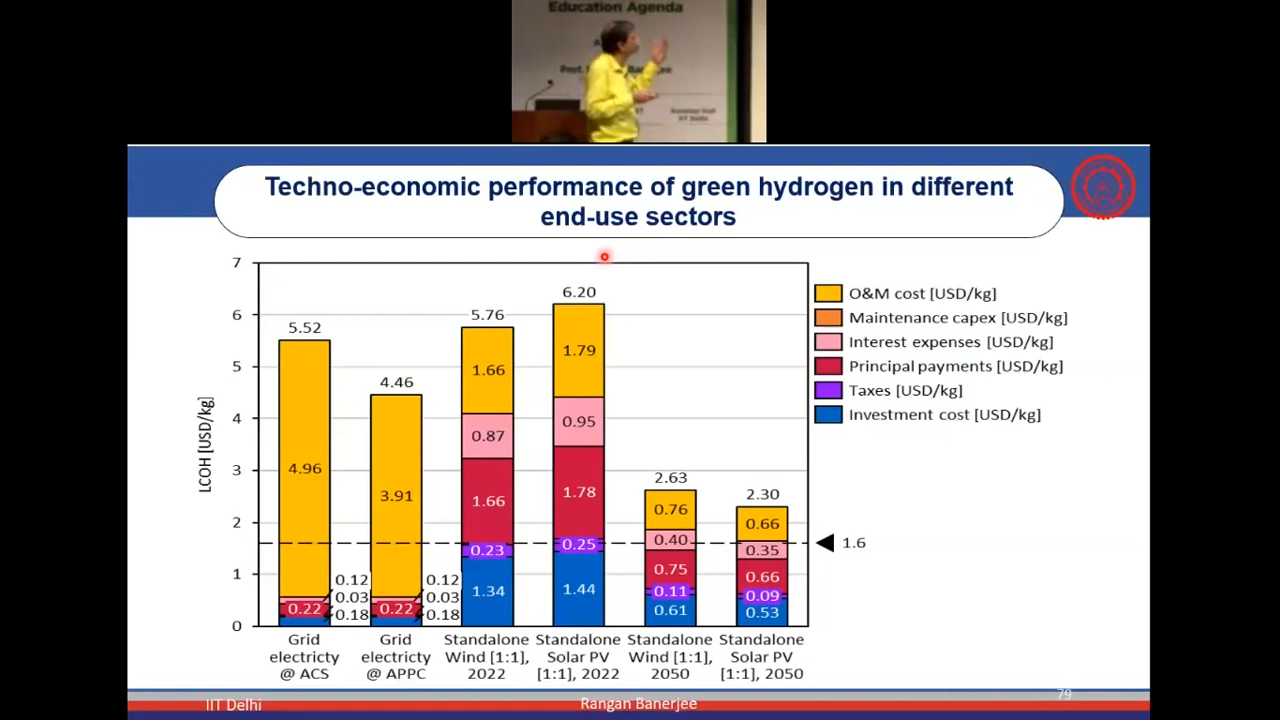 Education Agenda
Techno-economic performance of green hydrogen in different
end-use sectors
LCOH [USD/kg]
7
6
5
4
3
2
1
0
5.52
4.96
0.12
0.03
0.22
0.18
4.46
3.91
0.12
0.03
0.22
0.18
5.76
1.66
0.87
1.66
0.23
1.34
6.20
1.79
0.95
1.78
0.25
1.44
2.63
0.76
0.40
0.75
0.11
0.61
2.30
0.66
0.35
0.66
0.09
0.53
1.6
Grid
electricty
@ ACS
Grid
electricty
@ APPC
Standalone
Wind [1:1],
2022
Standalone
Solar PV
[1:1], 2022
Standalone
Wind [1:1],
2050
Standalone
Solar PV
[1:1], 2050
O&M cost [USD/kg]
Maintenance capex [USD/kg]
Interest expenses [USD/kg]
Principal payments [USD/kg]
Taxes [USD/kg]
Investment cost [USD/kg]
79
IIT Delhi
Rangan Banerjee